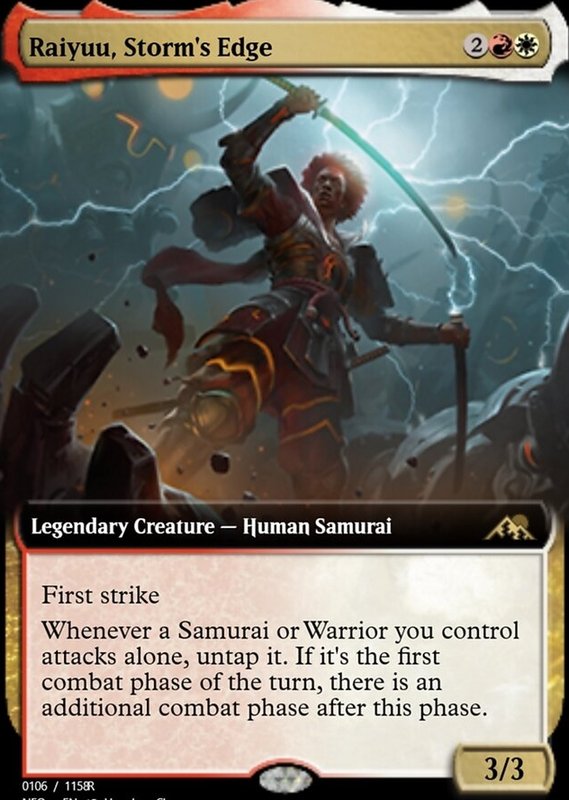 Raiyuu, Storm's Edge 2
Legendary Creature — Human Samurai
First strike
Whenever a Samurai or Warrior you control
attacks alone, untap it. If it's the first
combat phase of the turn, there is an
additional combat phase after this phase.
3/3
0106 / 1158R